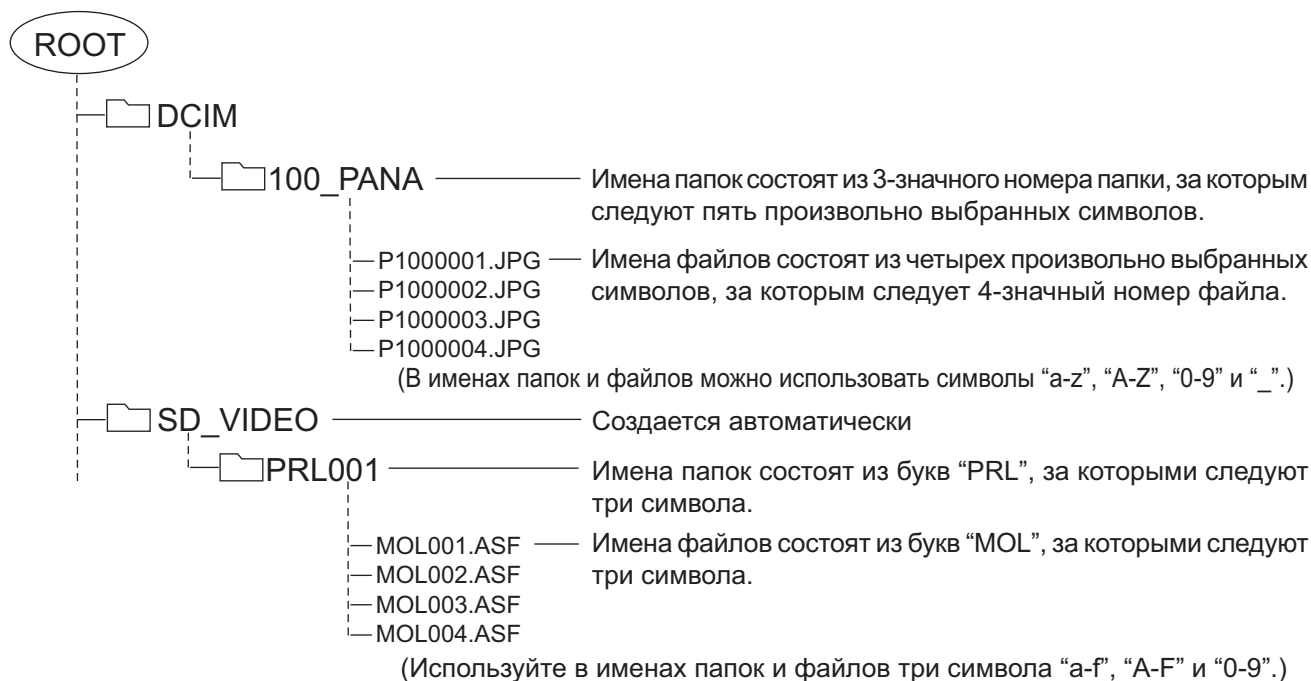 ROOT
DCIM
100_PANA
Имена папок состоят из 3-значного номера папки, за которым
следуют пять произвольно выбранных символов.
P1000001.JPG
Имена файлов состоят из четырех произвольно выбранных
символов, за которым следует 4-значный номер файла.
P1000002.JPG
P1000003.JPG
P1000004.JPG
(В именах папок и файлов можно использовать символы “a-z”, “A-Z”, “0-9” и “_”.)
SD_VIDEO
Создается автоматически
PRL001
Имена папок состоят из букв “PRL”, за которыми следуют
три символа.
MOL001.ASF
Имена файлов состоят из букв “MOL”, за которыми следуют
три символа.
MOL002.ASF
MOL003.ASF
MOL004.ASF
(Используйте в именах папок и файлов три символа “a-f”, “A-F” и “0-9”.)